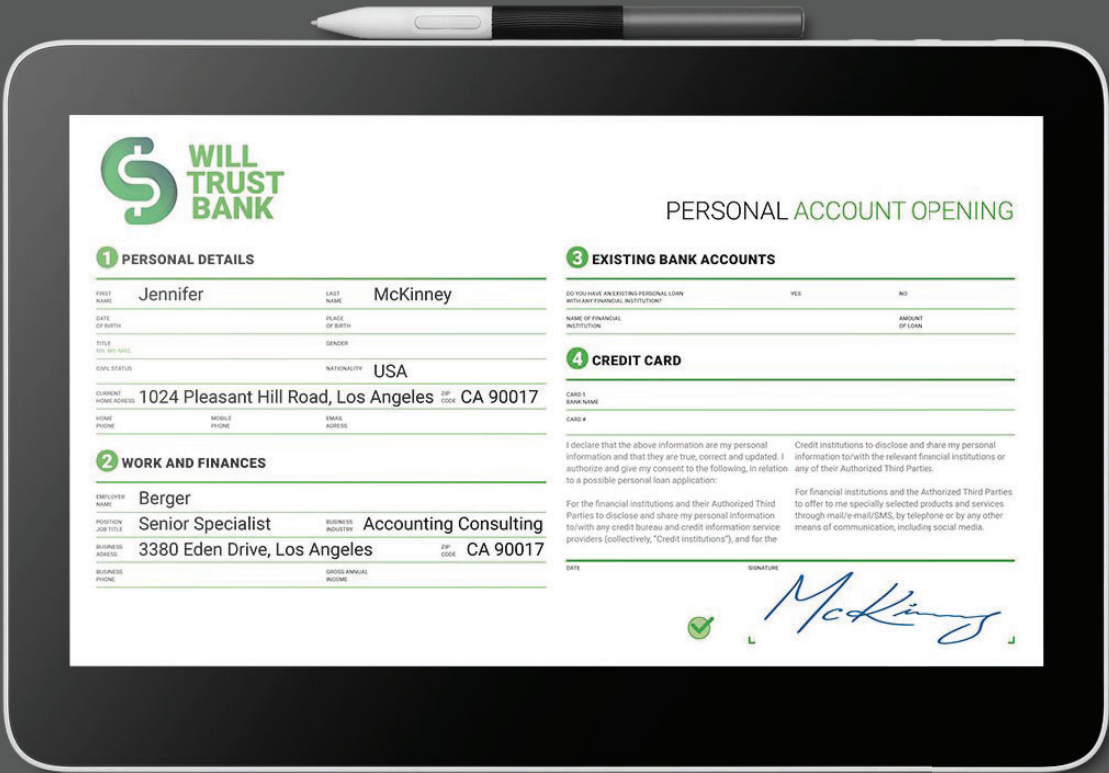 WILL
TRUST
BANK
PERSONAL ACCOUNT OPENING
1 PERSONAL DETAILS
FIRST
NAME
Jennifer
LAST
NAME
McKinney
DATE
OF BIRTH
PLACE
OF BIRTH
TITLE
MR. MS. MRS.
GENDER
CIVIL STATUS
NATIONALITY
USA
CURRENT
HOME ADRESS
1024 Pleasant Hill Road, Los Angeles
ZIP
CODE
CA 90017
HOME
PHONE
MOBILE
PHONE
EMAIL
ADRESS
2 WORK AND FINANCES
EMPLOYER
NAME
Berger
POSITION
JOB TITLE
Senior Specialist
BUSINESS
INDUSTRY
Accounting Consulting
BUSINESS
ADRESS
3380 Eden Drive, Los Angeles
ZIP
CODE
CA 90017
BUSINESS
PHONE
GROSS ANNUAL
INCOME
3 EXISTING BANK ACCOUNTS
DO YOU HAVE AN EXISTING PERSONAL LOAN
WITH ANY FINANCIAL INSTITUTION?
YES
NO
NAME OF FINANCIAL
INSTITUTION
AMOUNT
OF LOAN
4 CREDIT CARD
CARD 1
BANK NAME
CARD #
I declare that the above information are my personal
information and that they are true, correct and updated. I
authorize and give my consent to the following, in relation
to a possible personal loan application:
For the financial institutions and their Authorized Third
Parties to disclose and share my personal information
to/with any credit bureau and credit information service
providers (collectively, "Credit institutions"), and for the
Credit institutions to disclose and share my personal
information to/with the relevant financial institutions or
any of their Authorized Third Parties.
For financial institutions and the Authorized Third Parties
to offer to me specially selected products and services
through mail/e-mail/SMS, by telephone or by any other
means of communication, including social media.
DATE
SIGNATURE
McKinney